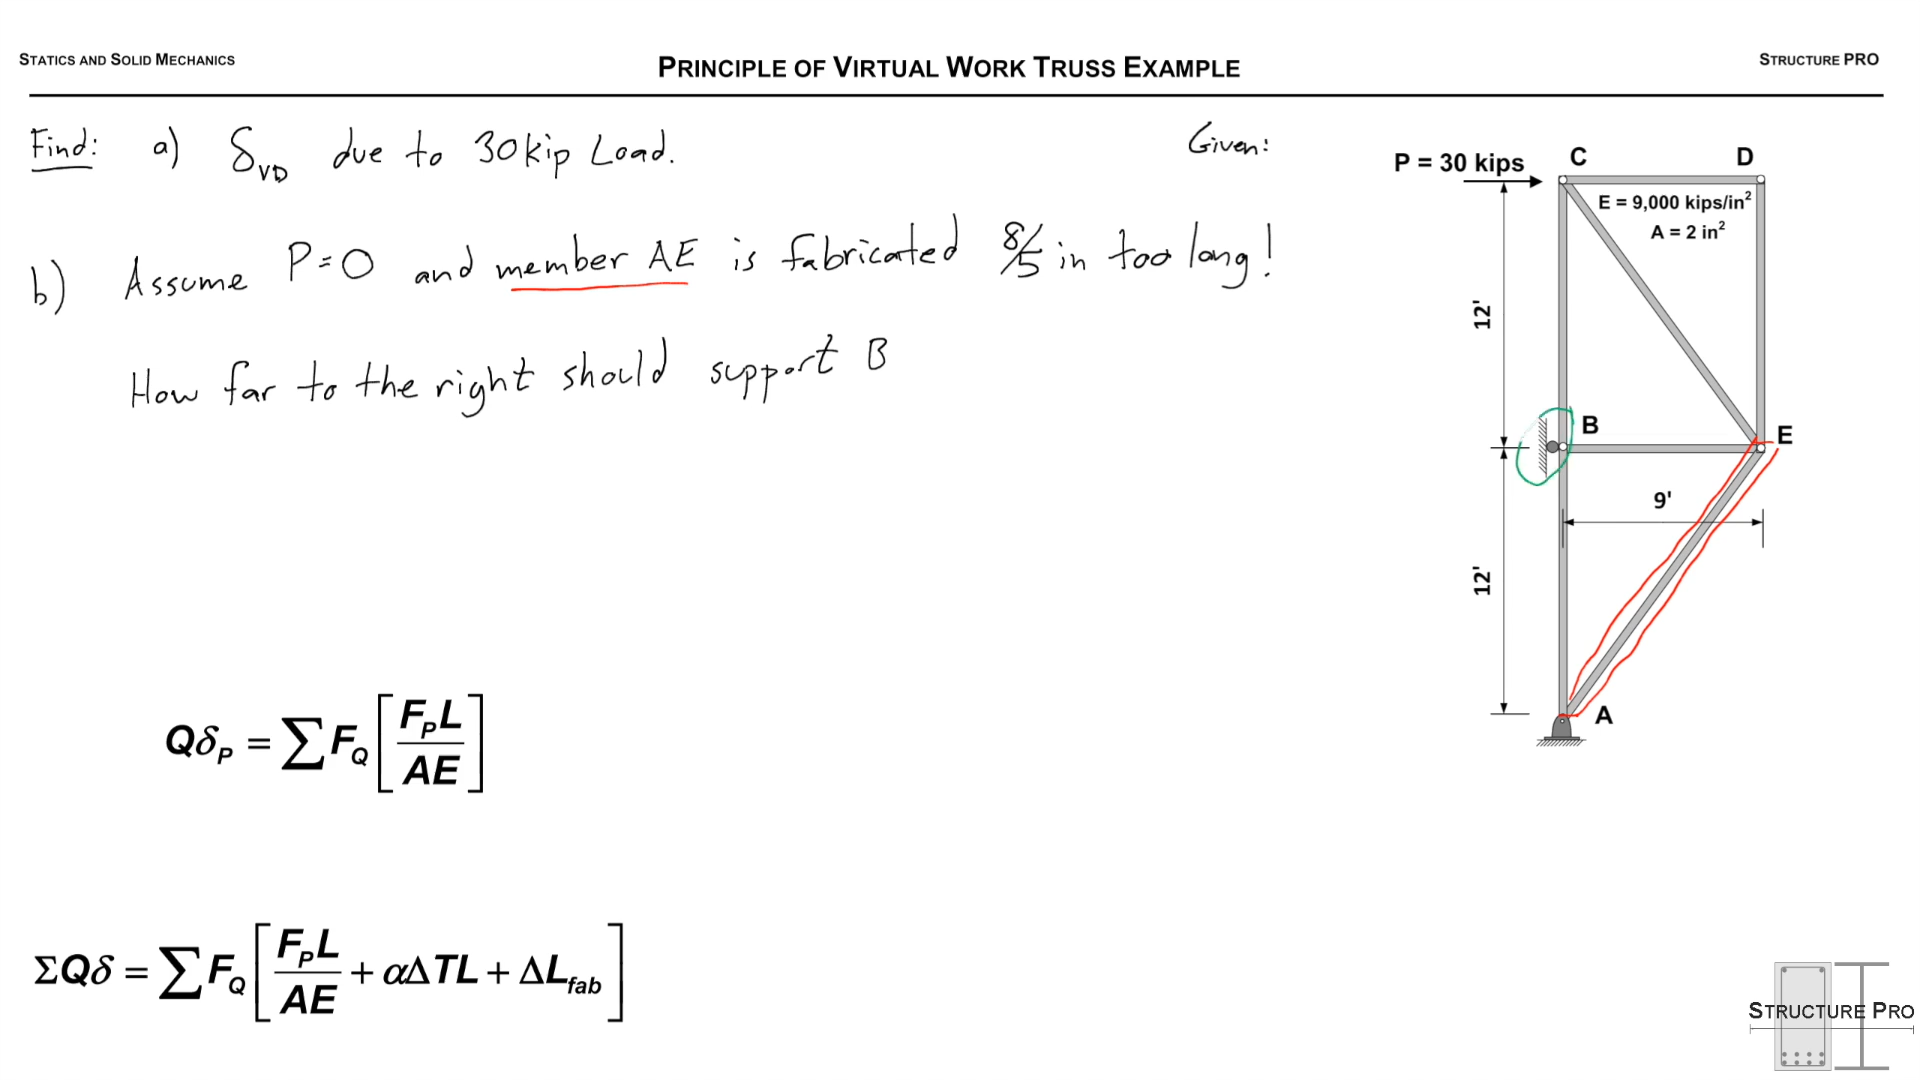 STATICS AND SOLID MECHANICS
PRINCIPLE OF VIRTUAL WORK TRUSS EXAMPLE
STRUCTURE PRO
Find: a) δVD due to 30kip Load.
Given:
b) Assume P=0 and member AE is fabricated 8/5 in too long!
How far to the right should support B
P = 30 kips
C
D
E = 9,000 kips/in²
A = 2 in²
12'
B
E
9'
12'
A
QδP = ∑FQ[FPL/AE]
ΣQδ = ∑FQ[FPL/AE + αΔTL + ΔLfab]
STRUCTURE PRO